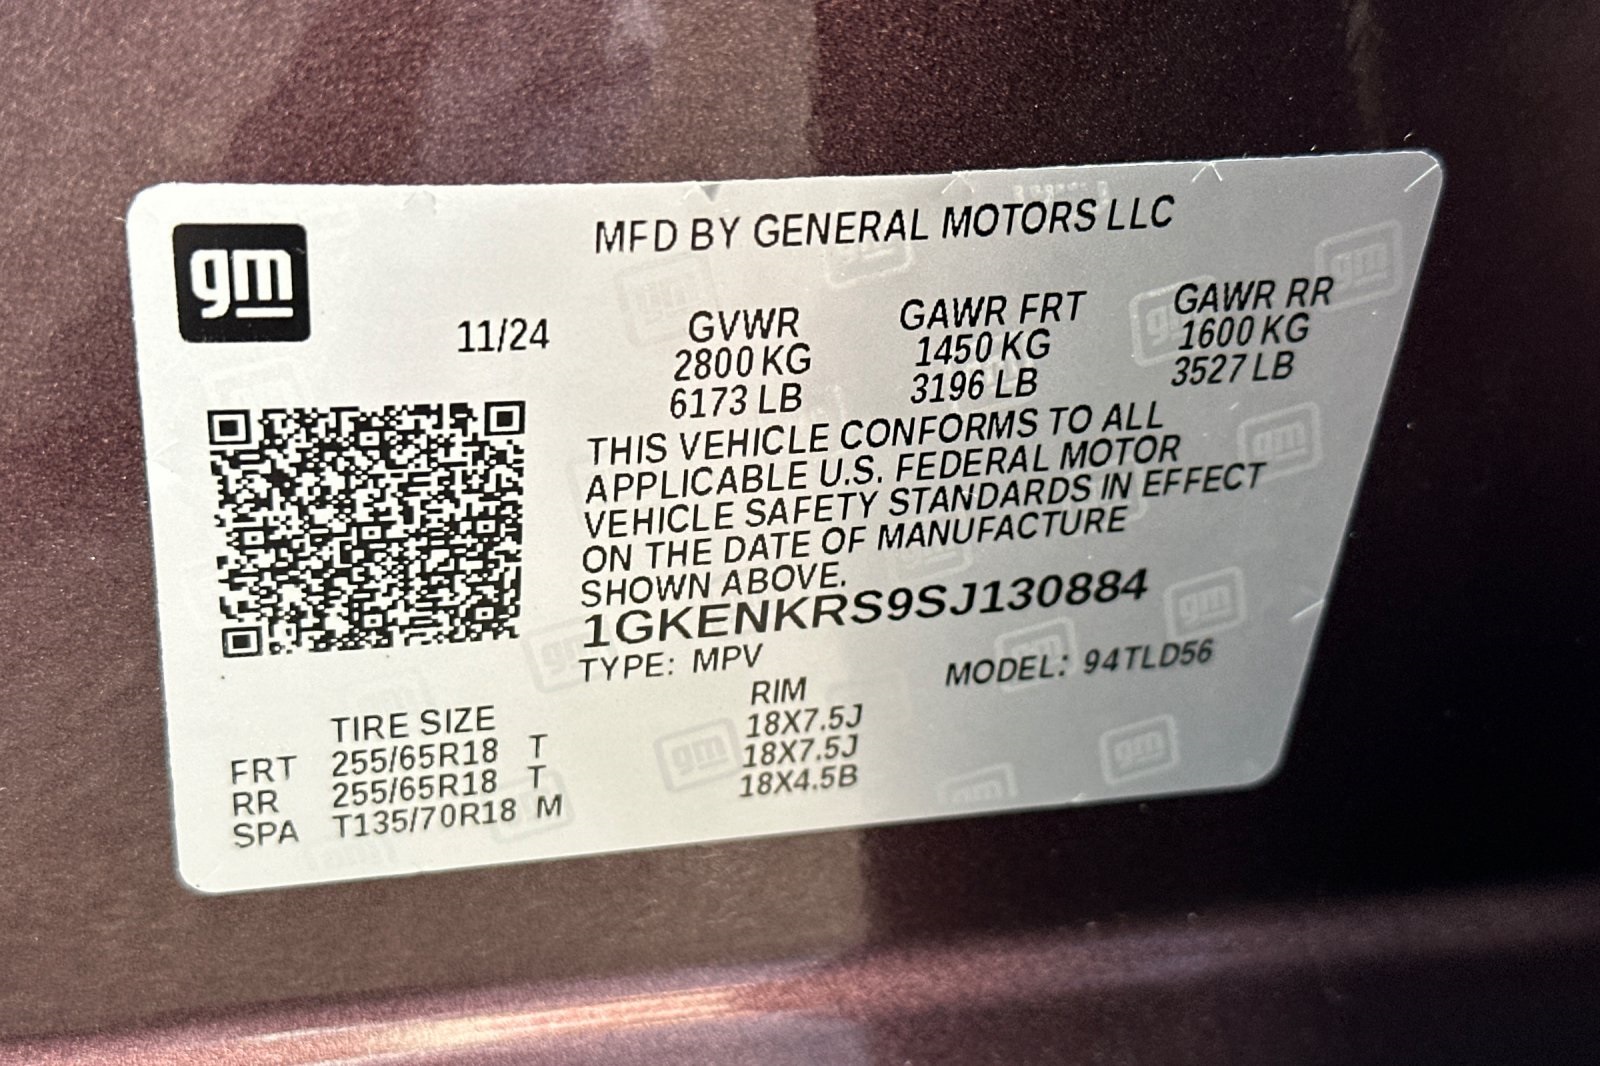 gm
MFD BY GENERAL MOTORS LLC
11/24 GVWR GAWR FRT GAWR RR
2800 KG 1450 KG 1600 KG
6173 LB 3196 LB 3527 LB
THIS VEHICLE CONFORMS TO ALL
APPLICABLE U.S. FEDERAL MOTOR
VEHICLE SAFETY STANDARDS IN EFFECT
ON THE DATE OF MANUFACTURE
SHOWN ABOVE.
1GKENKRS9SJ130884
TYPE: MPV MODEL: 94TLD56
TIRE SIZE RIM
FRT 255/65R18 T 18X7.5J
RR 255/65R18 T 18X7.5J
SPA T135/70R18 M 18X4.5B